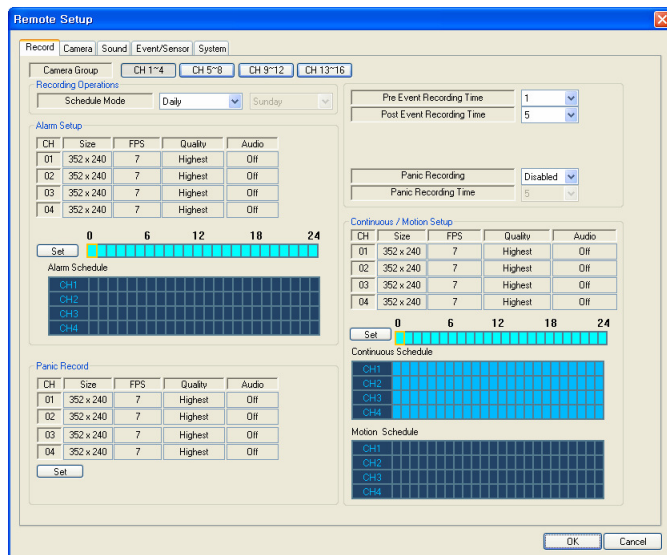 Remote Setup
Record Camera Sound Event/Sensor System
Camera Group CH 1~4 CH 5~8 CH 9~12 CH 13~16
Recording Operations
Schedule Mode Daily Sunday
Pre Event Recording Time 1
Post Event Recording Time 5
Panic Recording Disabled
Panic Recording Time 5
Alarm Setup
CH Size FPS Quality Audio
01 352 x 240 7 Highest Off
02 352 x 240 7 Highest Off
03 352 x 240 7 Highest Off
04 352 x 240 7 Highest Off
0 6 12 18 24
Set
Alarm Schedule
CH1
CH2
CH3
CH4
Panic Record
CH Size FPS Quality Audio
01 352 x 240 7 Highest Off
02 352 x 240 7 Highest Off
03 352 x 240 7 Highest Off
04 352 x 240 7 Highest Off
Set
Continuous / Motion Setup
CH Size FPS Quality Audio
01 352 x 240 7 Highest Off
02 352 x 240 7 Highest Off
03 352 x 240 7 Highest Off
04 352 x 240 7 Highest Off
0 6 12 18 24
Set
Continuous Schedule
CH1
CH2
CH3
CH4
Motion Schedule
CH1
CH2
CH3
CH4
OK Cancel